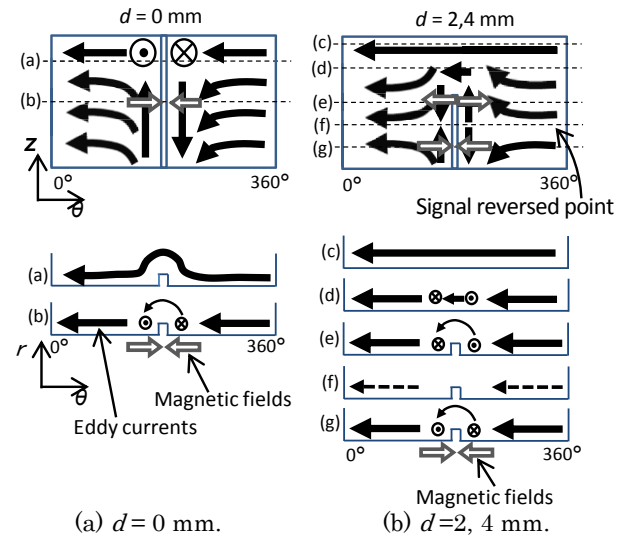 d = 0 mm
d = 2,4 mm
(a)
(b)
z
θ
0°
360°
(c)
(d)
(e)
(f)
(g)
0°
360°
Signal reversed point
(a)
(b)
r
θ
0°
360°
Magnetic fields
Eddy currents
(c)
(d)
(e)
(f)
(g)
0°
360°
Magnetic fields
(a) d = 0 mm.
(b) d =2, 4 mm.